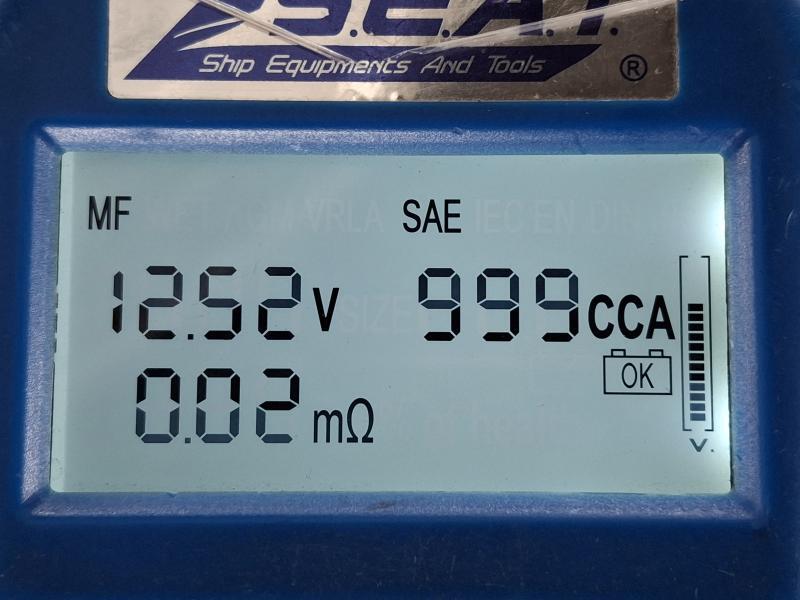 S.E.A.T.
Ship Equipments And Tools ®
MF SAE
12.52 V 999 CCA
OK
0.02 mΩ
V.